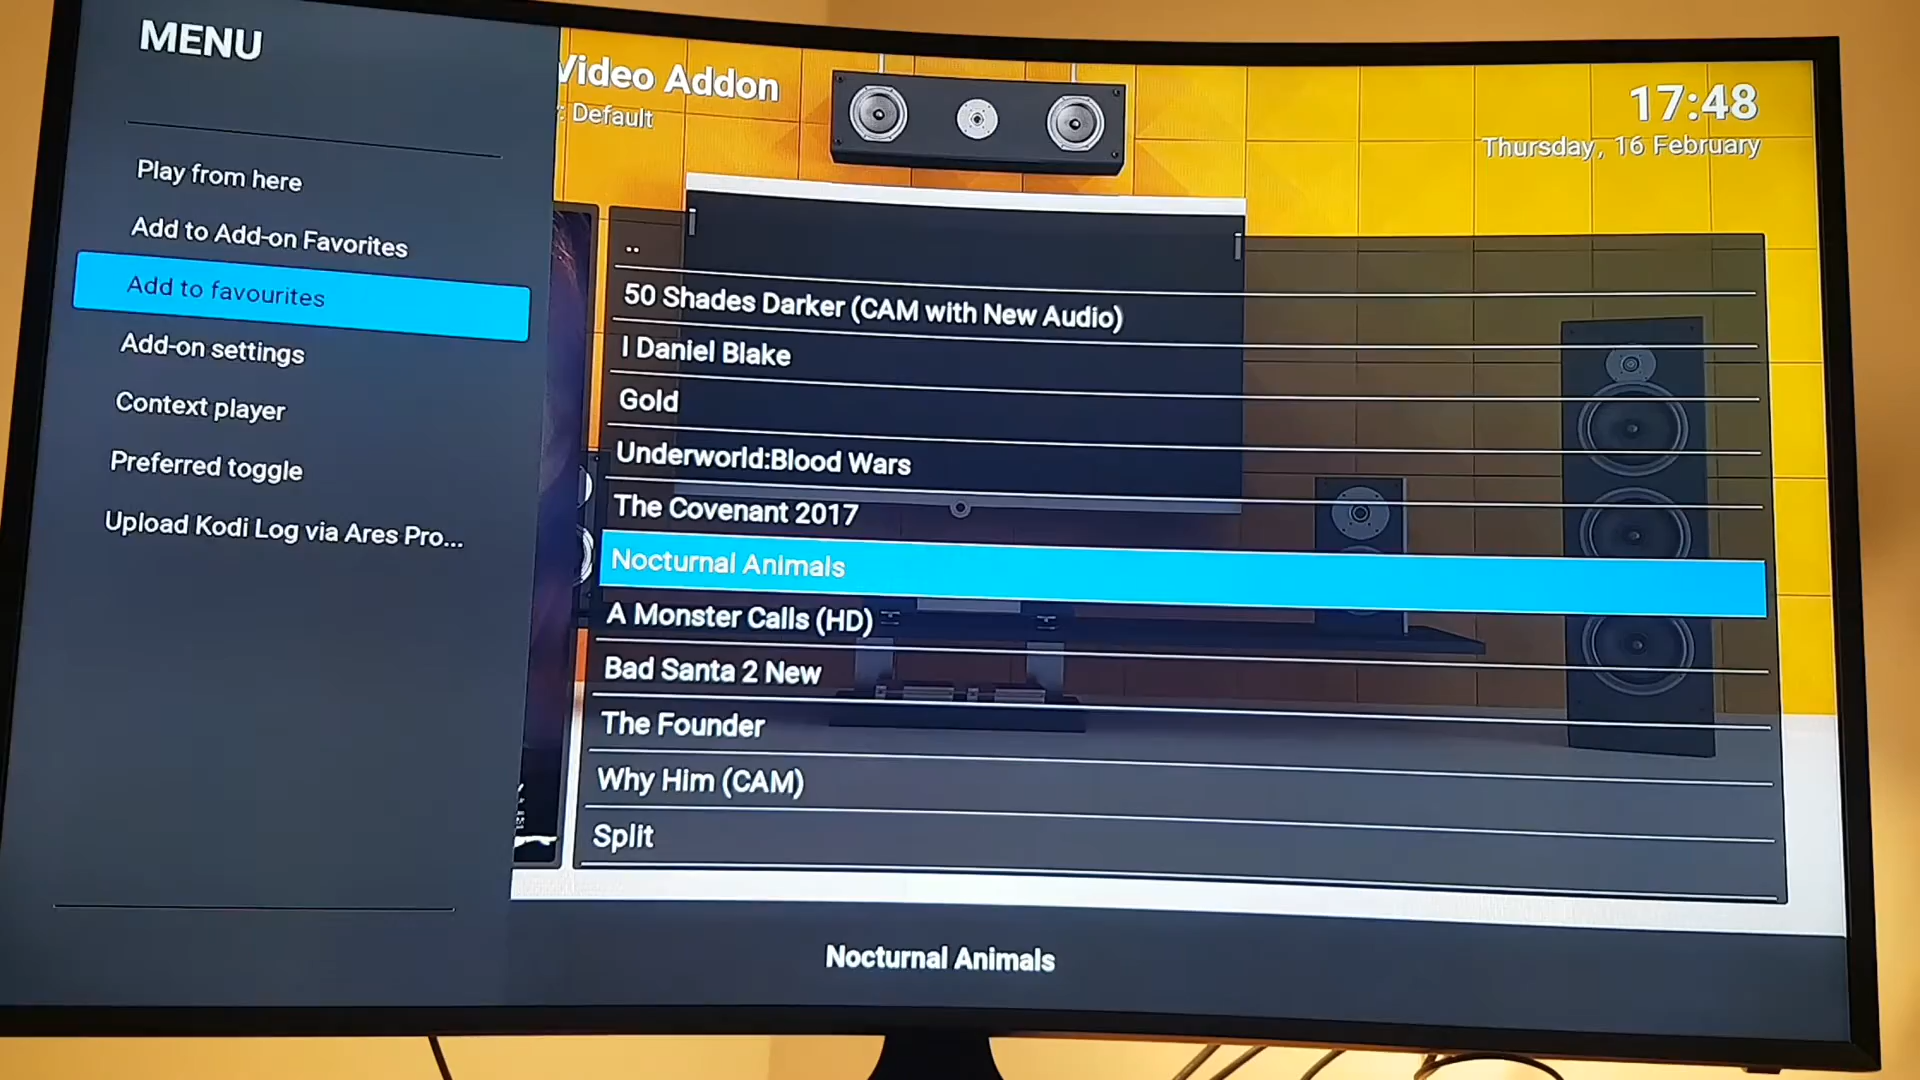 MENU
Play from here
Add to Add-on Favorites
Add to favourites
Add-on settings
Context player
Preferred toggle
Upload Kodi Log via Ares Pro...
Video Addon
: Default
17:48
Thursday, 16 February
..
50 Shades Darker (CAM with New Audio)
I Daniel Blake
Gold
Underworld:Blood Wars
The Covenant 2017
Nocturnal Animals
A Monster Calls (HD)
Bad Santa 2 New
The Founder
Why Him (CAM)
Split
Nocturnal Animals